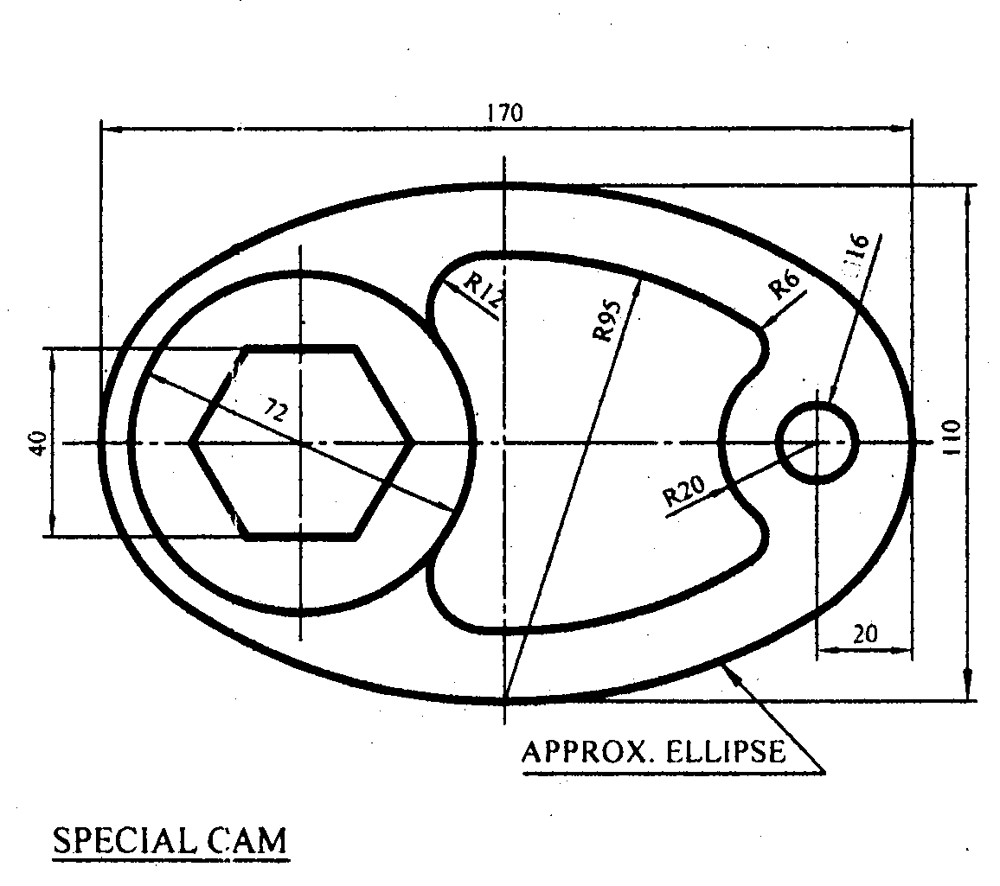 170
R12
R95
R6
16
72
40
110
R20
20
APPROX. ELLIPSE
SPECIAL CAM